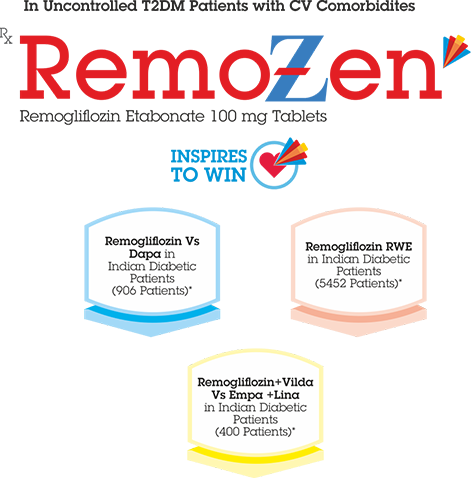 In Uncontrolled T2DM Patients with CV Comorbidites
Rx
RemoZen
Remogliflozin Etabonate 100 mg Tablets
INSPIRES
TO WIN
Remogliflozin Vs
Dapa in
Indian Diabetic
Patients
(906 Patients)*
Remogliflozin RWE
in Indian Diabetic
Patients
(5452 Patients)*
Remogliflozin+Vilda
Vs Empa +Lina
in Indian Diabetic
Patients
(400 Patients)*